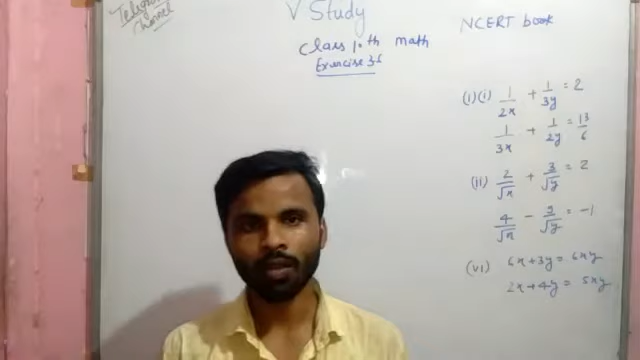 Telegram
Channel
V Study
Class 10th math
Exercise 3.6
NCERT book
(1)(i) 1/2x + 1/3y = 2
1/3x + 1/2y = 13/6
(ii) 2/√x + 3/√y = 2
4/√x - 9/√y = -1
(vi) 6x+3y = 6xy
2x+4y = 5xy